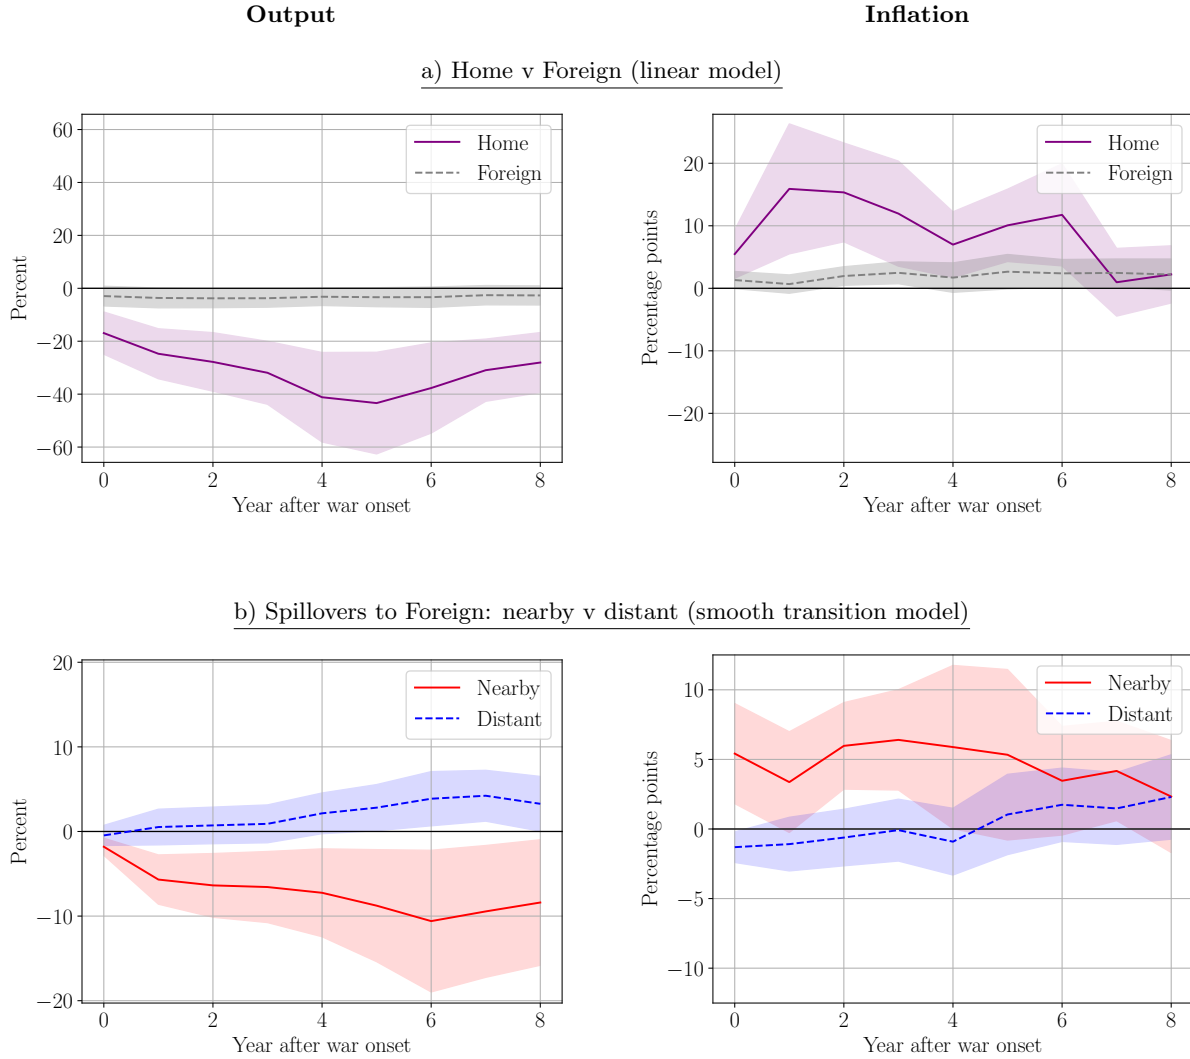 Output
Inflation
a) Home v Foreign (linear model)
60
40
20
0
−20
−40
−60
Percent
0 2 4 6 8
Year after war onset
Home
Foreign
20
10
0
−10
−20
Percentage points
0 2 4 6 8
Year after war onset
Home
Foreign
b) Spillovers to Foreign: nearby v distant (smooth transition model)
20
10
0
−10
−20
Percent
0 2 4 6 8
Year after war onset
Nearby
Distant
10
5
0
−5
−10
Percentage points
0 2 4 6 8
Year after war onset
Nearby
Distant